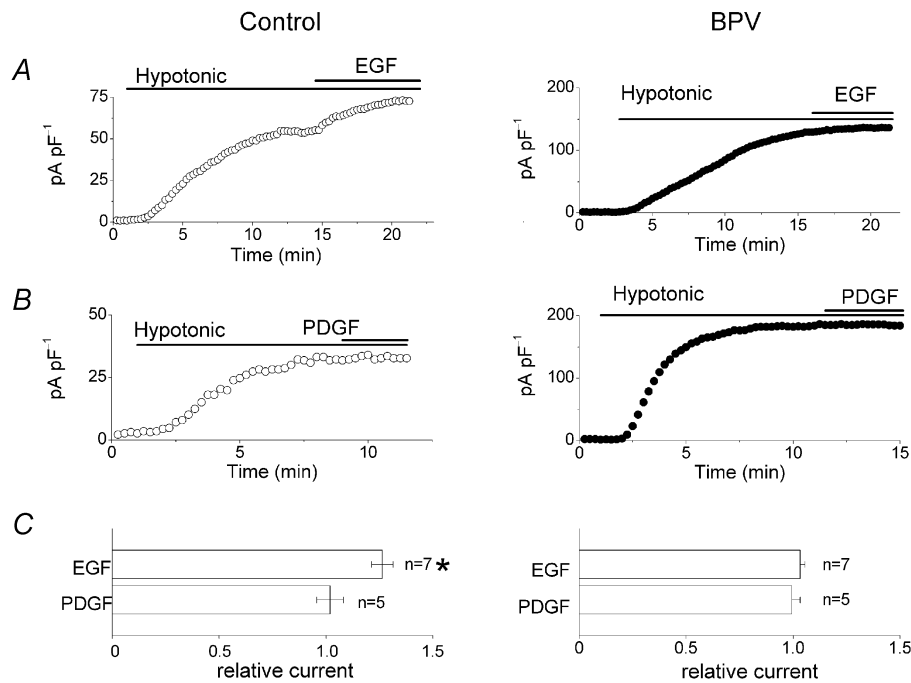 Control
BPV
A
Hypotonic
EGF
75
50
25
0
pA pF⁻¹
0 5 10 15 20
Time (min)
Hypotonic
EGF
200
150
100
50
0
pA pF⁻¹
0 5 10 15 20
Time (min)
B
Hypotonic
PDGF
50
25
0
pA pF⁻¹
0 5 10
Time (min)
Hypotonic
PDGF
200
100
0
pA pF⁻¹
0 5 10 15
Time (min)
C
EGF
n=7 *
PDGF
n=5
0 0.5 1.0 1.5
relative current
EGF
n=7
PDGF
n=5
0 0.5 1.0 1.5
relative current